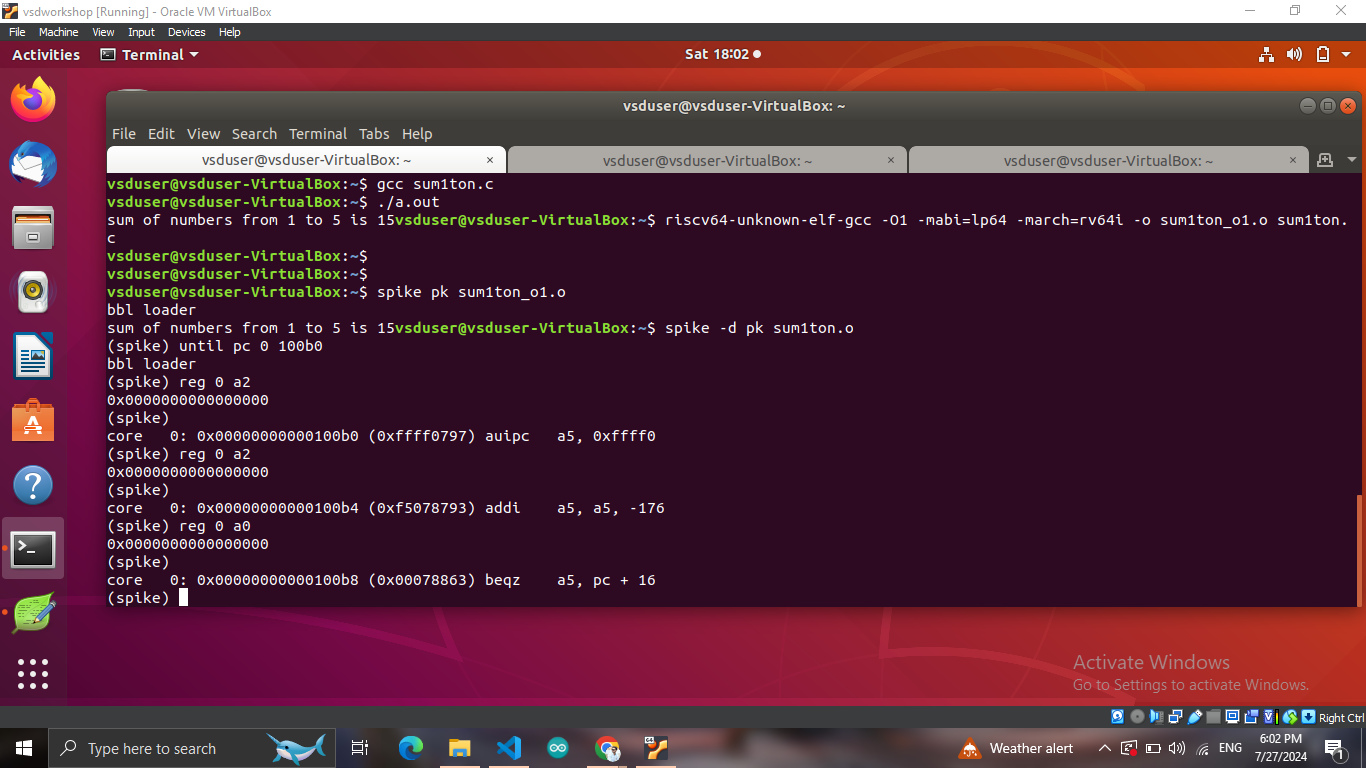 vsdworkshop [Running] - Oracle VM VirtualBox
File Machine View Input Devices Help
Activities Terminal Sat 18:02
vsduser@vsduser-VirtualBox: ~
File Edit View Search Terminal Tabs Help
vsduser@vsduser-VirtualBox: ~ × vsduser@vsduser-VirtualBox: ~ × vsduser@vsduser-VirtualBox: ~ ×
vsduser@vsduser-VirtualBox:~$ gcc sum1ton.c
vsduser@vsduser-VirtualBox:~$ ./a.out
sum of numbers from 1 to 5 is 15vsduser@vsduser-VirtualBox:~$ riscv64-unknown-elf-gcc -O1 -mabi=lp64 -march=rv64i -o sum1ton_o1.o sum1ton.
c
vsduser@vsduser-VirtualBox:~$
vsduser@vsduser-VirtualBox:~$
vsduser@vsduser-VirtualBox:~$ spike pk sum1ton_o1.o
bbl loader
sum of numbers from 1 to 5 is 15vsduser@vsduser-VirtualBox:~$ spike -d pk sum1ton.o
(spike) until pc 0 100b0
bbl loader
(spike) reg 0 a2
0x0000000000000000
(spike)
core   0: 0x00000000000100b0 (0xffff0797) auipc   a5, 0xffff0
(spike) reg 0 a2
0x0000000000000000
(spike)
core   0: 0x00000000000100b4 (0xf5078793) addi    a5, a5, -176
(spike) reg 0 a0
0x0000000000000000
(spike)
core   0: 0x00000000000100b8 (0x00078863) beqz    a5, pc + 16
(spike)
Activate Windows
Go to Settings to activate Windows.
Right Ctrl
Type here to search
Weather alert
ENG
6:02 PM
7/27/2024
1